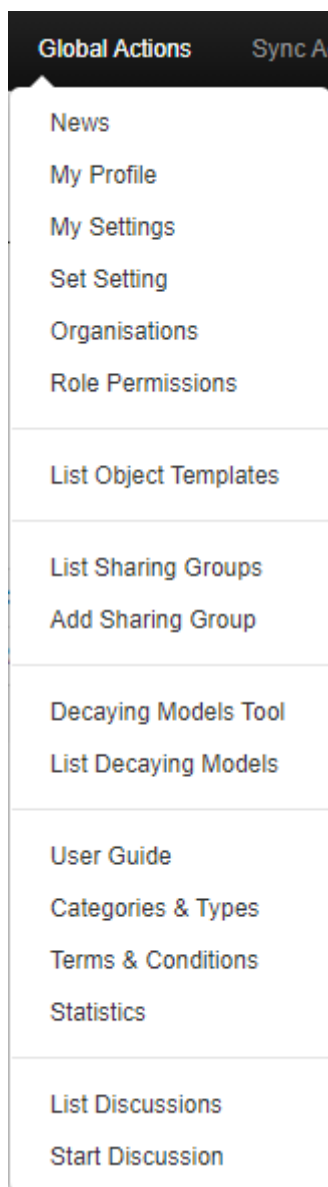 Global Actions Sync A
News
My Profile
My Settings
Set Setting
Organisations
Role Permissions
List Object Templates
List Sharing Groups
Add Sharing Group
Decaying Models Tool
List Decaying Models
User Guide
Categories & Types
Terms & Conditions
Statistics
List Discussions
Start Discussion